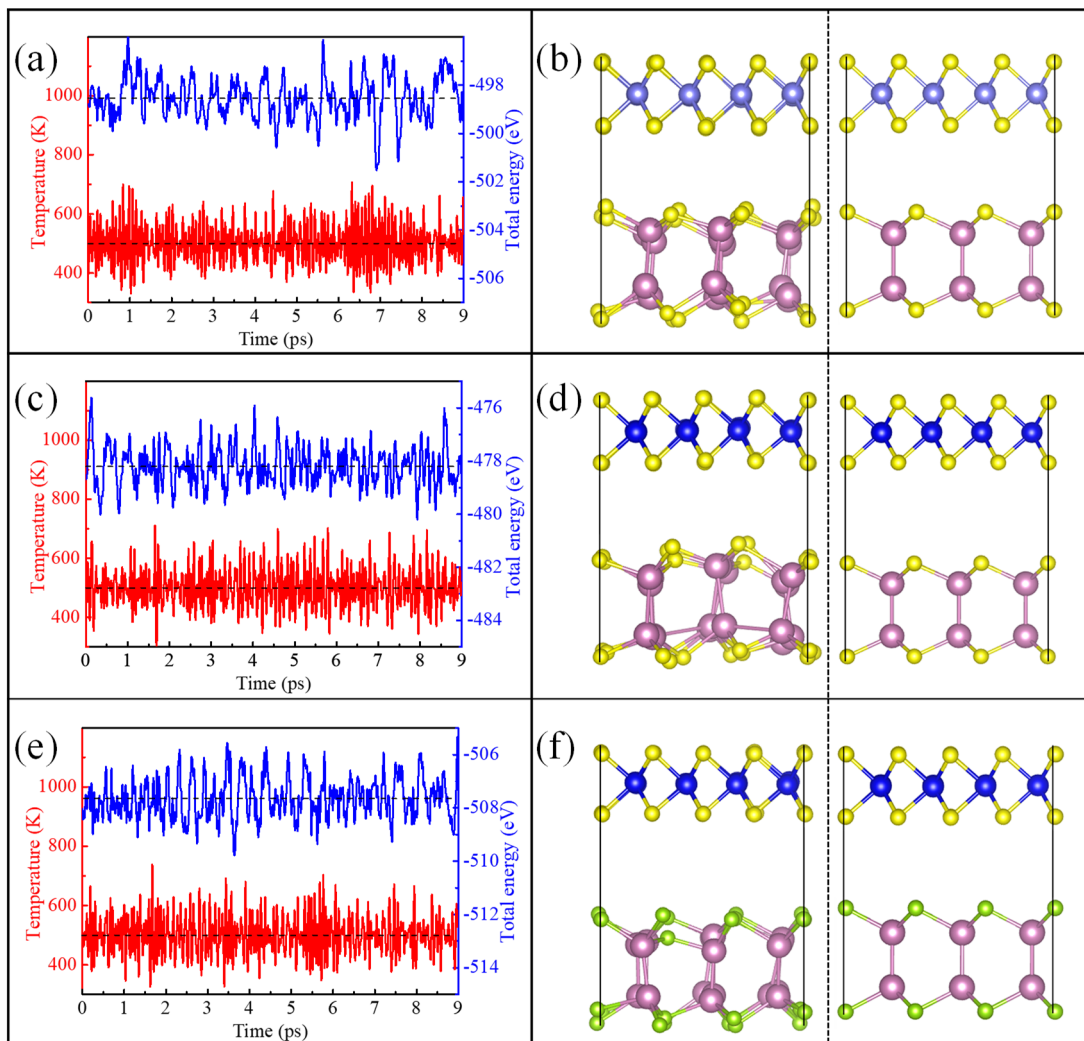 (a)
Temperature (K)
1000
800
600
400
0 1 2 3 4 5 6 7 8 9
Time (ps)
-498
-500
-502
-504
-506
Total energy (eV)
(b)
(c)
Temperature (K)
1000
800
600
400
0 1 2 3 4 5 6 7 8 9
Time (ps)
-476
-478
-480
-482
-484
Total energy (eV)
(d)
(e)
Temperature (K)
1000
800
600
400
0 1 2 3 4 5 6 7 8 9
Time (ps)
-506
-508
-510
-512
-514
Total energy (eV)
(f)